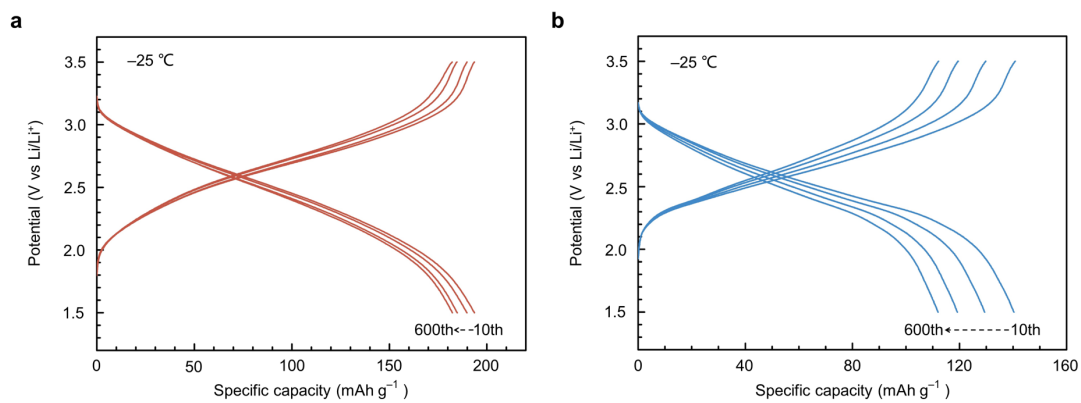 a
–25 ℃
Potential (V vs Li/Li⁺)
3.5
3.0
2.5
2.0
1.5
600th
10th
0
50
100
150
200
Specific capacity (mAh g⁻¹)
b
–25 ℃
Potential (V vs Li/Li⁺)
3.5
3.0
2.5
2.0
1.5
600th
10th
0
40
80
120
160
Specific capacity (mAh g⁻¹)